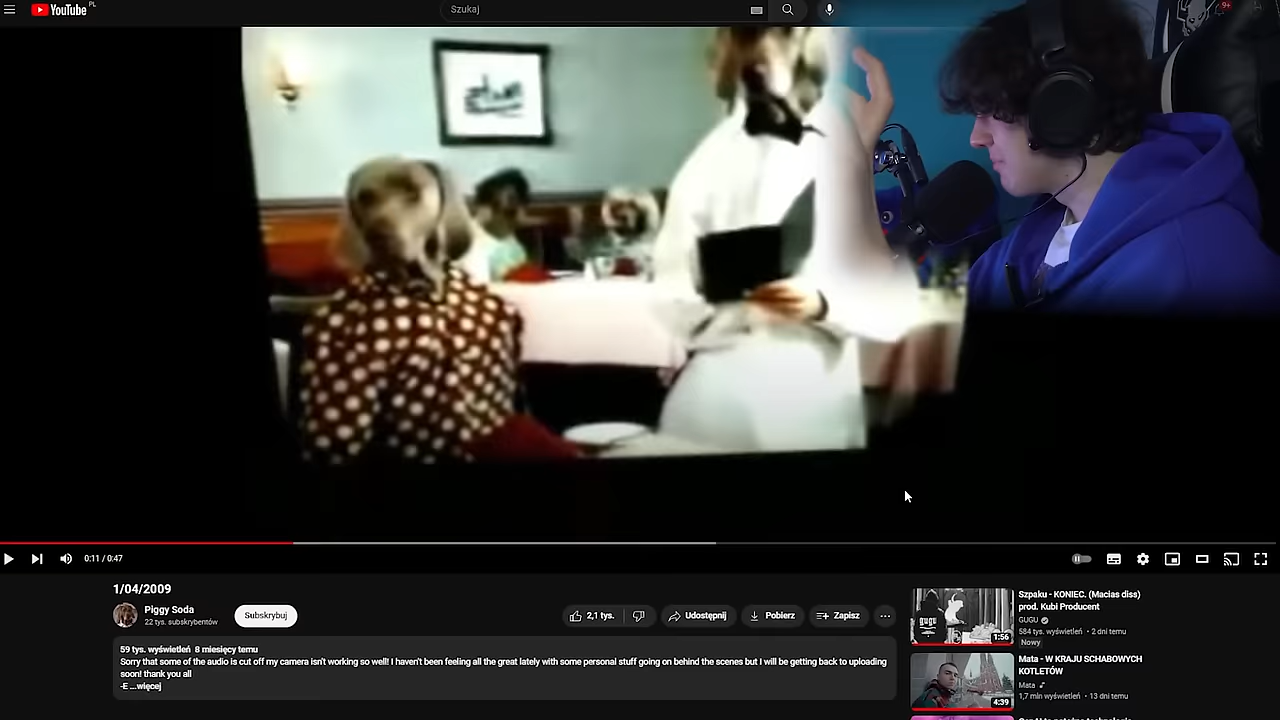 YouTube PL
Szukaj
9+
0:11 / 0:47
1/04/2009
Piggy Soda
22 tys. subskrybentów
Subskrybuj
2,1 tys.
Udostępnij
Pobierz
Zapisz
59 tys. wyświetleń 8 miesięcy temu
Sorry that some of the audio is cut off my camera isn't working so well! I haven't been feeling all the great lately with some personal stuff going on behind the scenes but I will be getting back to uploading
soon! thank you all
-E ...więcej
gugu
1:56
Szpaku - KONIEC. (Macias diss)
prod. Kubi Producent
GUGU
584 tys. wyświetleń • 2 dni temu
Nowy
4:39
Mata - W KRAJU SCHABOWYCH
KOTLETÓW
Mata
1,7 mln wyświetleń • 13 dni temu